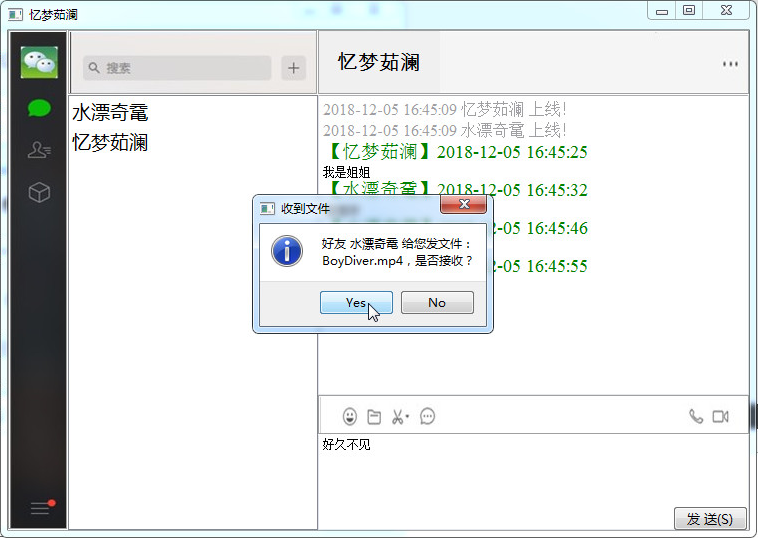 忆梦茹澜
搜索
忆梦茹澜
水漂奇鼋
忆梦茹澜
2018-12-05 16:45:09 忆梦茹澜 上线!
2018-12-05 16:45:09 水漂奇鼋 上线!
【忆梦茹澜】2018-12-05 16:45:25
我是姐姐
【水漂奇鼋】2018-12-05 16:45:32
-05 16:45:46
-05 16:45:55
收到文件
好友 水漂奇鼋 给您发文件：
BoyDiver.mp4，是否接收？
Yes
No
好久不见
发 送(S)